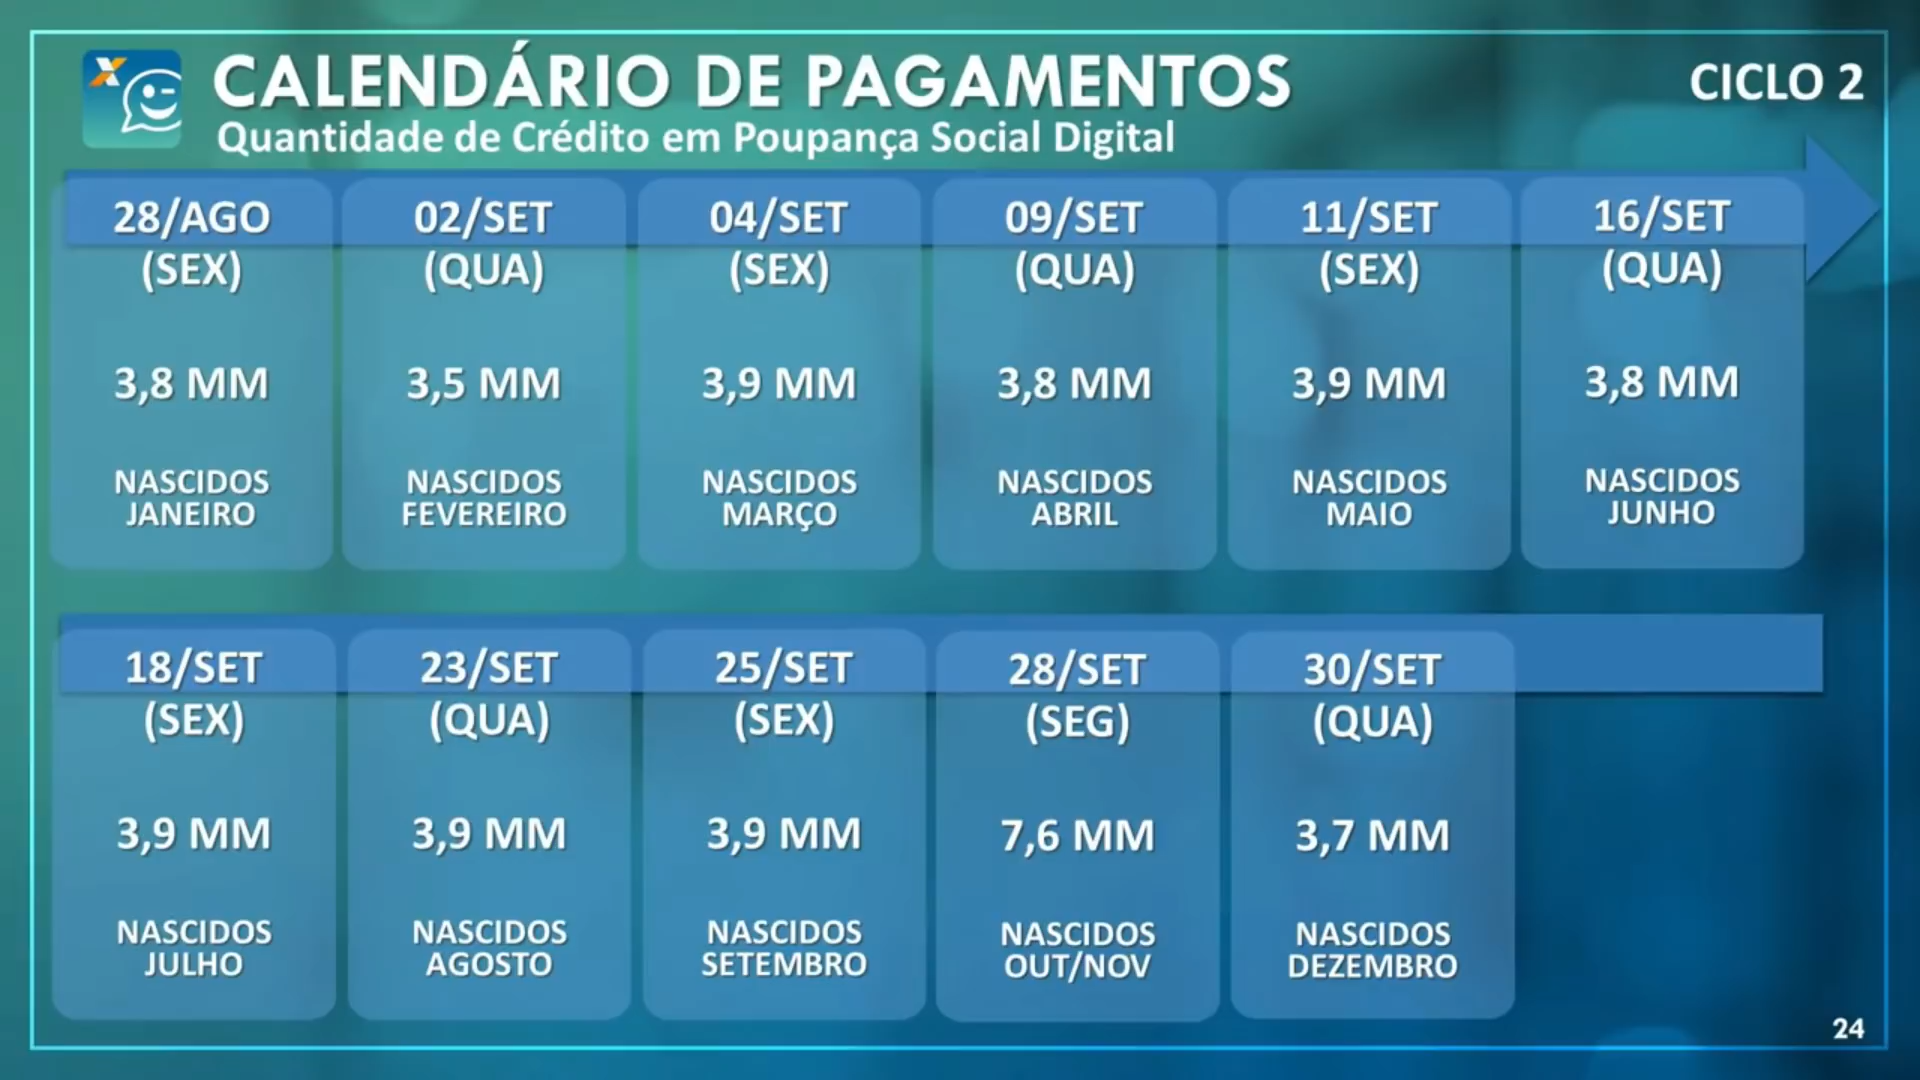 CALENDÁRIO DE PAGAMENTOS
CICLO 2
Quantidade de Crédito em Poupança Social Digital
28/AGO
(SEX)
3,8 MM
NASCIDOS
JANEIRO
02/SET
(QUA)
3,5 MM
NASCIDOS
FEVEREIRO
04/SET
(SEX)
3,9 MM
NASCIDOS
MARÇO
09/SET
(QUA)
3,8 MM
NASCIDOS
ABRIL
11/SET
(SEX)
3,9 MM
NASCIDOS
MAIO
16/SET
(QUA)
3,8 MM
NASCIDOS
JUNHO
18/SET
(SEX)
3,9 MM
NASCIDOS
JULHO
23/SET
(QUA)
3,9 MM
NASCIDOS
AGOSTO
25/SET
(SEX)
3,9 MM
NASCIDOS
SETEMBRO
28/SET
(SEG)
7,6 MM
NASCIDOS
OUT/NOV
30/SET
(QUA)
3,7 MM
NASCIDOS
DEZEMBRO
24